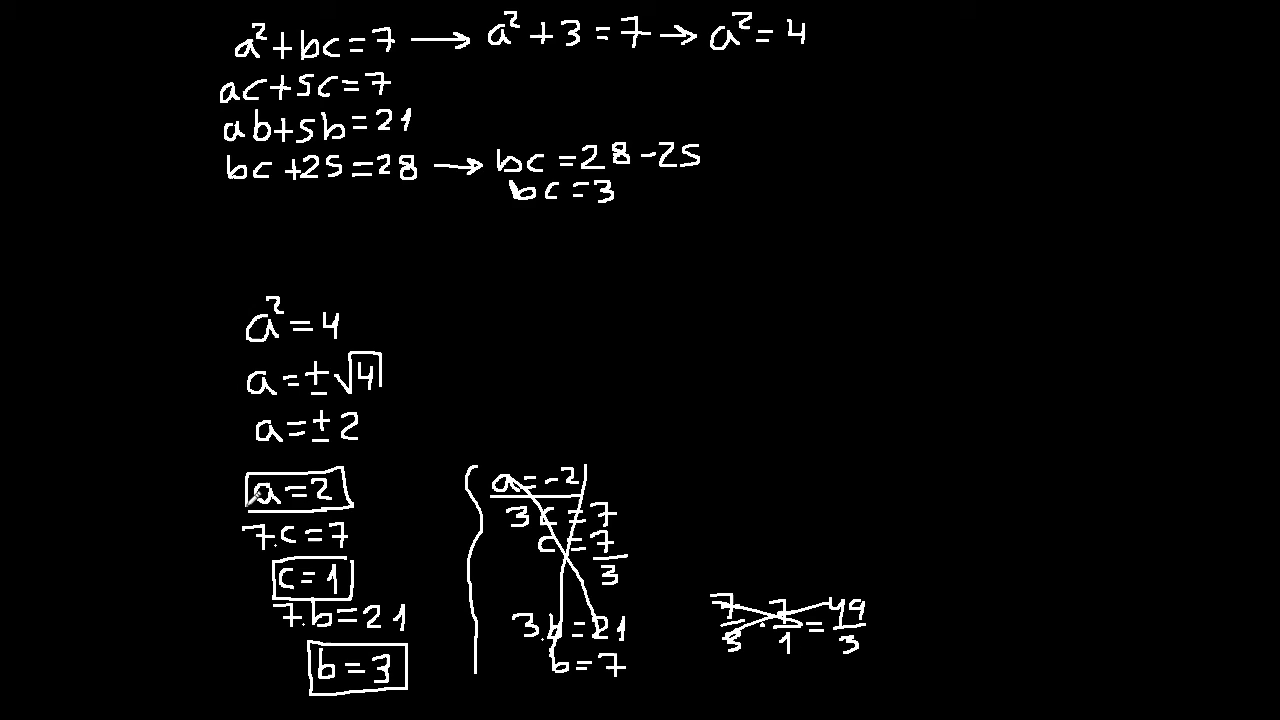 a² + bc = 7 → a² + 3 = 7 → a² = 4
ac + 5c = 7
ab + 5b = 21
bc + 25 = 28 → bc = 28 - 25
bc = 3
a² = 4
a = ± √4
a = ± 2
a = 2
7.c = 7
c = 1
7.b = 21
b = 3
a = -2
3c = 7
c = 7/3
3.b = 21
b = 7
7/3 . 7/1 = 49/3